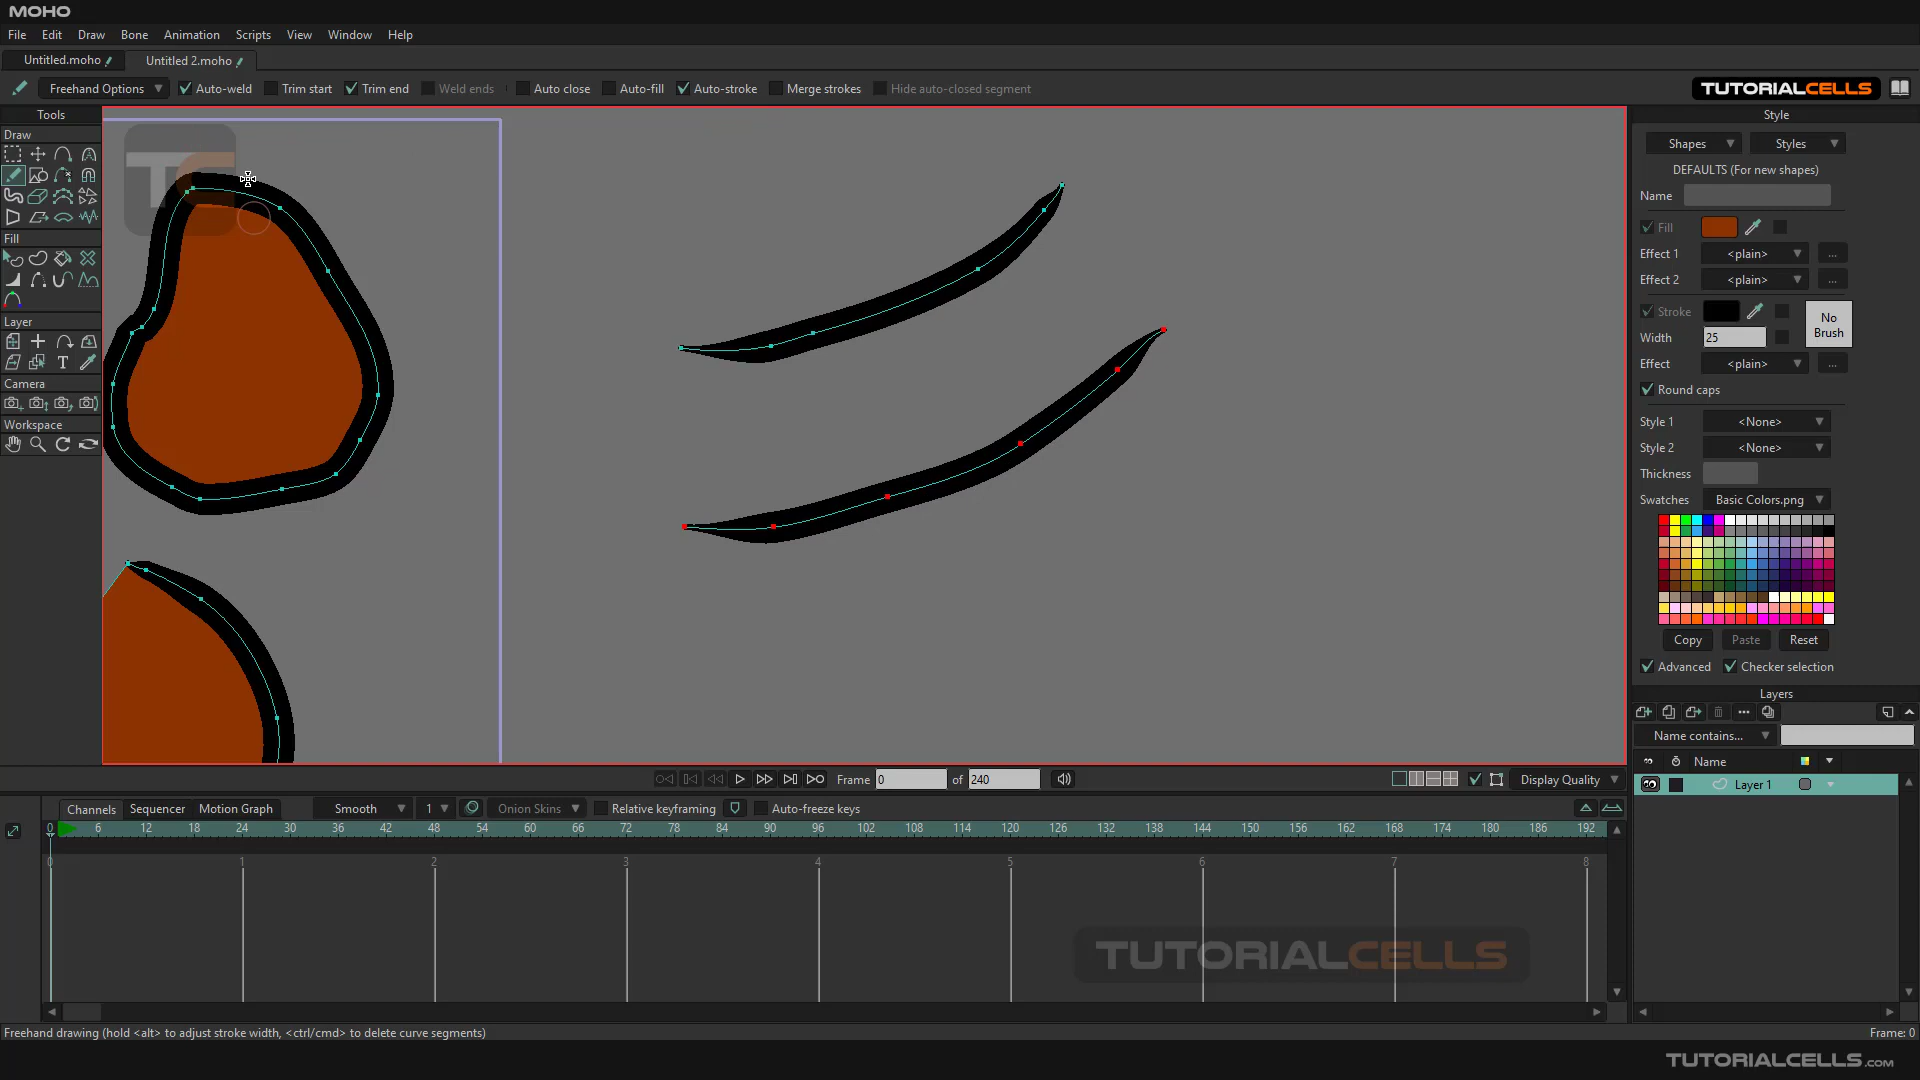 MOHO
File Edit Draw Bone Animation Scripts View Window Help
Untitled.moho Untitled 2.moho
Freehand Options Auto-weld Trim start Trim end Weld ends Auto close Auto-fill Auto-stroke Merge strokes Hide auto-closed segment TUTORIALCELLS
Tools
Draw
Fill
Layer
T
Camera
Workspace
TC
Style
Shapes Styles
DEFAULTS (For new shapes)
Name
Fill
Effect 1 <plain> ...
Effect 2 <plain> ...
Stroke No Brush
Width 25
Effect <plain> ...
Round caps
Style 1 <None>
Style 2 <None>
Thickness
Swatches Basic Colors.png
Copy Paste Reset
Advanced Checker selection
Layers
Name contains...
Name
Layer 1
Frame 0 of 240 Display Quality
Channels Sequencer Motion Graph Smooth 1 Onion Skins Relative keyframing Auto-freeze keys
0 6 12 18 24 30 36 42 48 54 60 66 72 78 84 90 96 102 108 114 120 126 132 138 144 150 156 162 168 174 180 186 192
0 1 2 3 4 5 6 7 8
TUTORIALCELLS
Freehand drawing (hold <alt> to adjust stroke width, <ctrl/cmd> to delete curve segments) Frame: 0
TUTORIALCELLS.COM